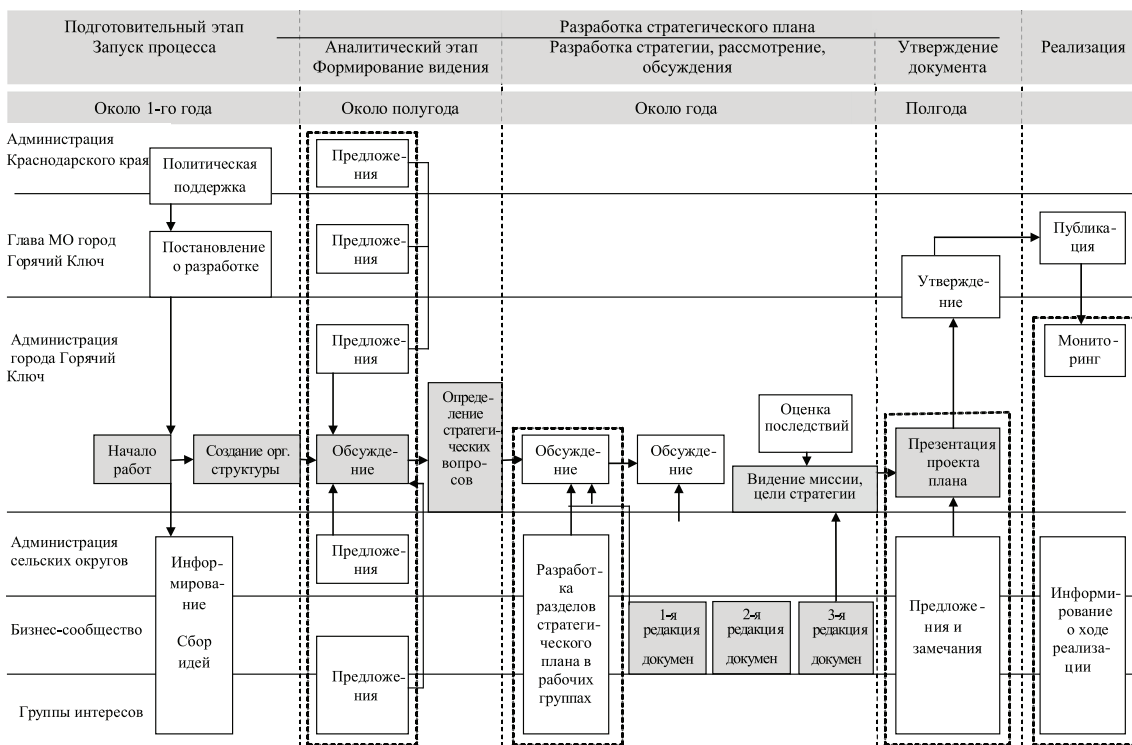 Подготовительный этап
Запуск процесса
Разработка стратегического плана
Аналитический этап
Формирование видения
Разработка стратегии, рассмотрение,
обсуждения
Утверждение
документа
Реализация
Около 1-го года
Около полугода
Около года
Полгода
Администрация
Краснодарского края
Политическая
поддержка
Предложе-
ния
Глава МО город
Горячий Ключ
Постановление
о разработке
Предложе-
ния
Утвержде-
ние
Публика-
ция
Администрация
города Горячий
Ключ
Предложе-
ния
Монито-
ринг
Начало
работ
Создание орг.
структуры
Обсужде-
ние
Опреде-
ление
стратеги-
ческих
вопро-
сов
Обсужде-
ние
Обсужде-
ние
Оценка
последствий
Видение миссии,
цели стратегии
Презентация
проекта
плана
Администрация
сельских округов
Бизнес-сообщество
Группы интересов
Инфор-
мирова-
ние
Сбор
идей
Предложе-
ния
Предложе-
ния
Разработ-
ка
разделов
стратеги-
ческого
плана в
рабочих
группах
1-я
редакция
докумен
2-я
редакция
докумен
3-я
редакция
докумен
Предложе-
ния и
замечания
Информи-
рование
о ходе
реализа-
ции